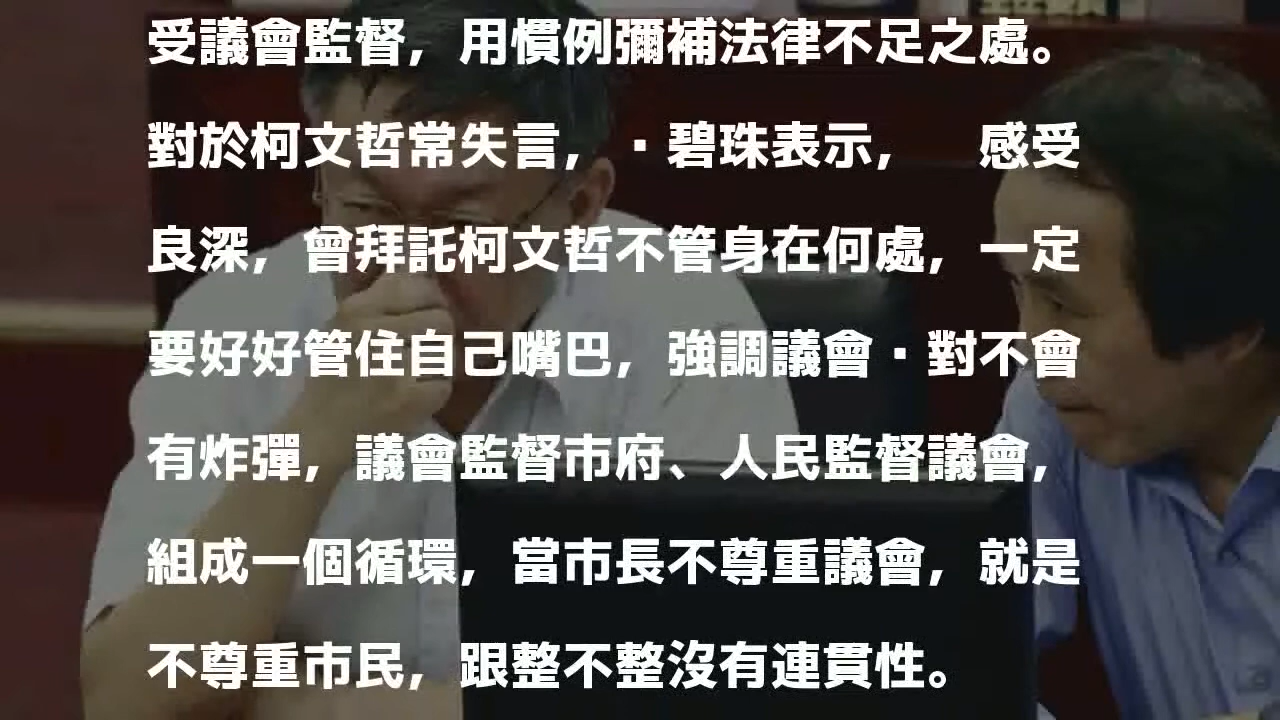 受議會監督，用慣例彌補法律不足之處。
對於柯文哲常失言，·碧珠表示，　感受
良深，曾拜託柯文哲不管身在何處，一定
要好好管住自己嘴巴，強調議會·對不會
有炸彈，議會監督市府、人民監督議會，
組成一個循環，當市長不尊重議會，就是
不尊重市民，跟整不整沒有連貫性。